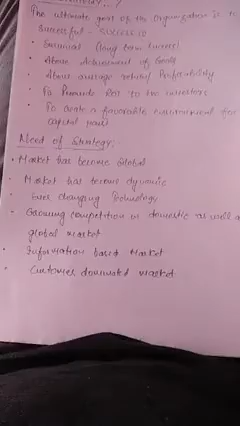 Strategy.. ?
The ultimate goal of the organization is
Successful - SUCCESS IS
- Survival (long term success)
• Above Achievement of Goals
• Above average return/ Profitability
• To Provide ROI to the investors
• To create a favorable environment for
capital
Need of Strategy:
• Market has become Global
• Market has become dynamic
- Ever changing Technology
- Growing competition in domestic as well a
global market
• Information based Market
• Customer dominated market